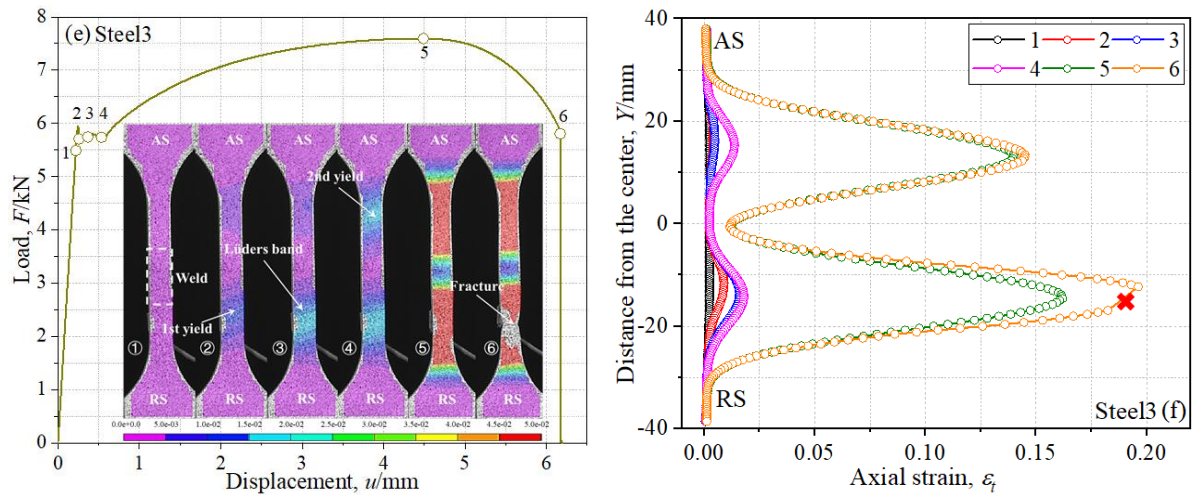 (e) Steel3
8
7
6
5
4
3
2
1
0
Load, F/kN
1
2 3 4
5
6
AS AS AS AS AS AS
2nd yield
Lüders band
Weld
1st yield
Fracture
① ② ③ ④ ⑤ ⑥
RS RS RS RS RS RS
0.0e+0.0 5.0e-03 1.0e-02 1.5e-02 2.0e-02 2.5e-02 3.0e-02 3.5e-02 4.0e-02 4.5e-02 5.0e-02
0 1 2 3 4 5 6
Displacement, u/mm
40
20
0
-20
-40
Distance from the center, Y/mm
AS
1 2 3
4 5 6
RS
Steel3 (f)
0.00 0.05 0.10 0.15 0.20
Axial strain, εt